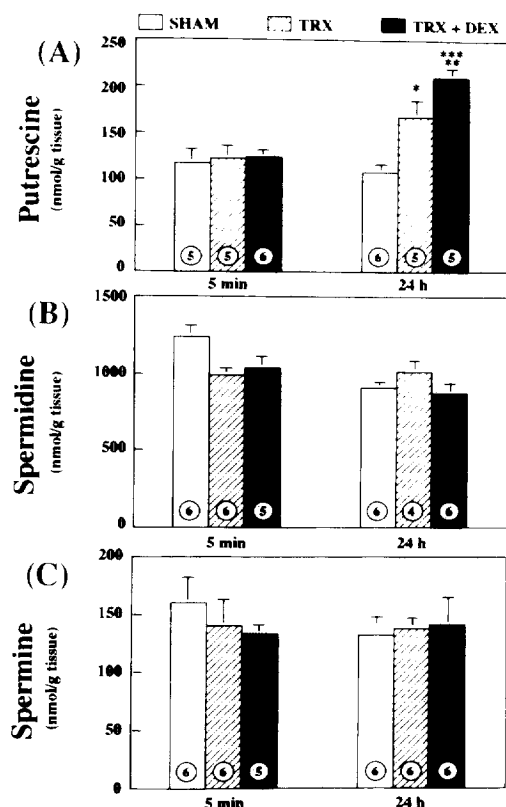 SHAM TRX TRX + DEX
(A)
Putrescine
(nmol/g tissue)
250
200
150
100
50
0
*
***
**
5 5 6 6 5 5
5 min 24 h
(B)
Spermidine
(nmol/g tissue)
1500
1000
500
0
6 6 5 6 4 6
5 min 24 h
(C)
Spermine
(nmol/g tissue)
200
150
100
50
0
6 6 5 6 6 6
5 min 24 h